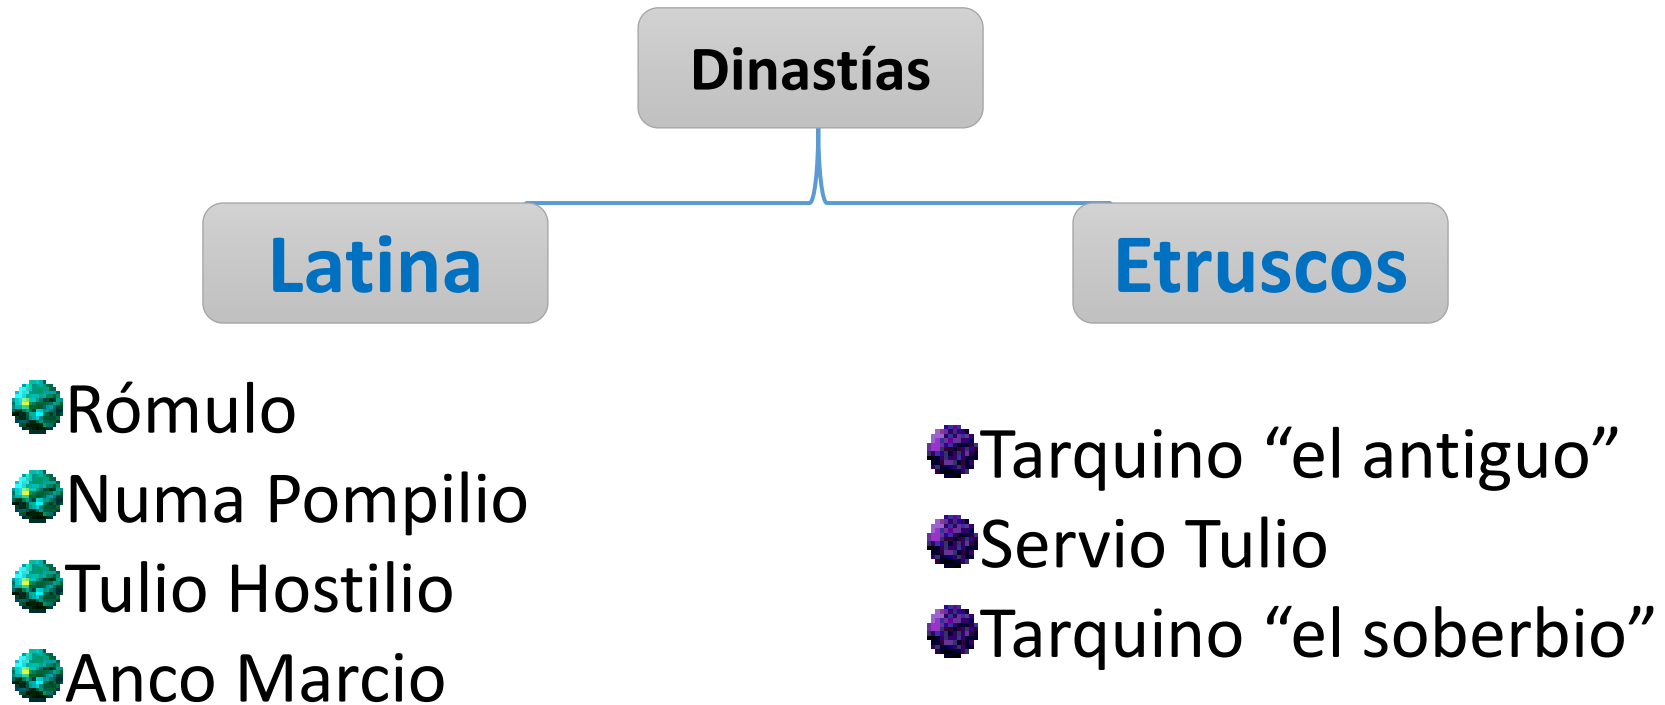 Dinastías
Latina
Etruscos
Rómulo
Numa Pompilio
Tulio Hostilio
Anco Marcio
Tarquino “el antiguo”
Servio Tulio
Tarquino “el soberbio”